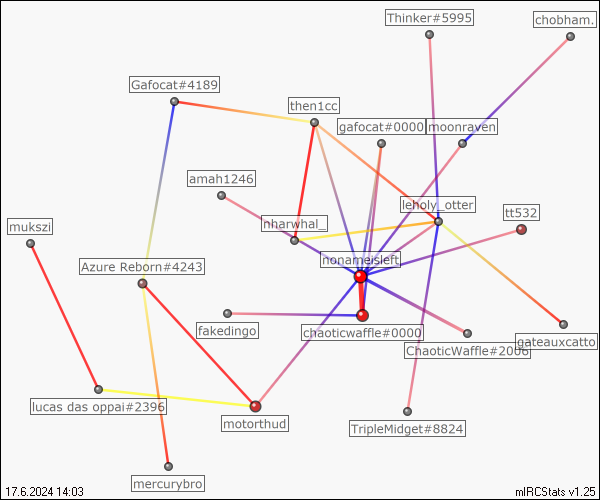 Thinker#5995
chobham.
Gafocat#4189
then1cc
gafocat#0000
moonraven
amah1246
leholy_otter
tt532
mukszi
nharwhal_
nonameisleft
Azure Reborn#4243
fakedingo
chaoticwaffle#0000
ChaoticWaffle#2006
gateauxcatto
lucas das oppai#2396
motorthud
TripleMidget#8824
mercurybro
17.6.2024 14:03
mIRCStats v1.25